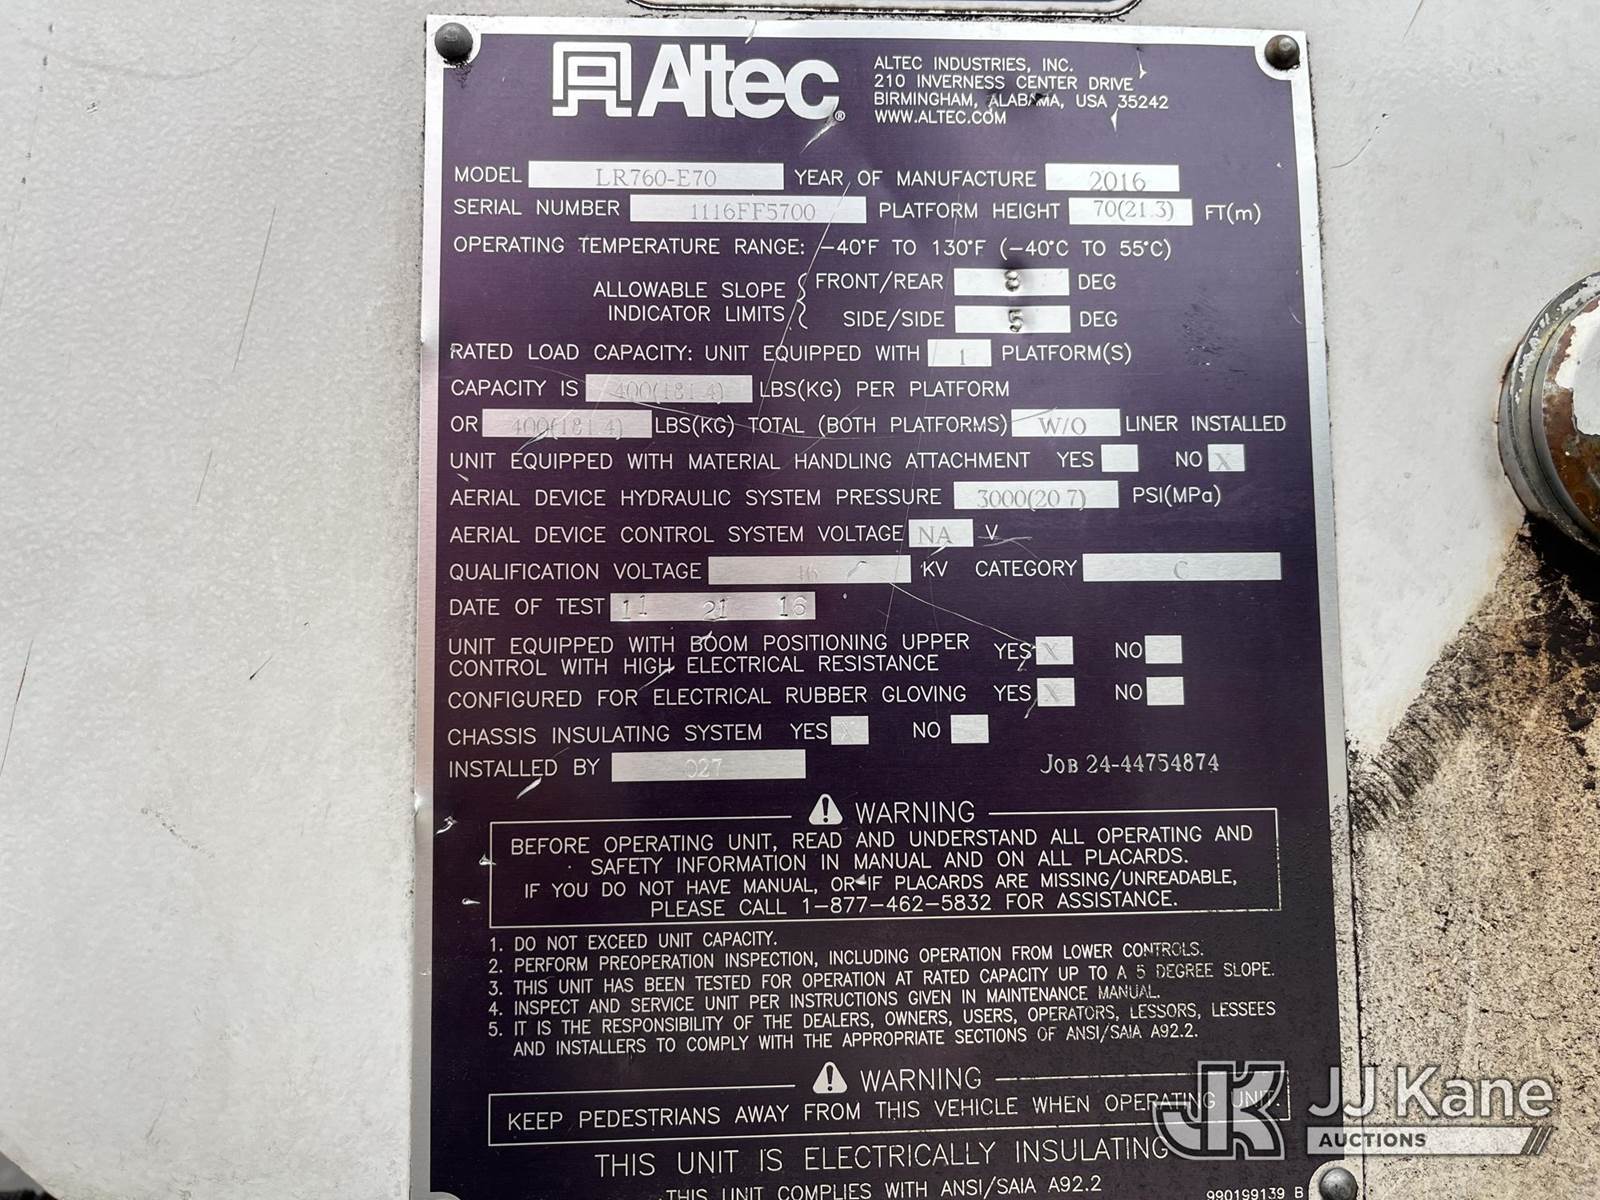 Altec®
ALTEC INDUSTRIES, INC.
210 INVERNESS CENTER DRIVE
BIRMINGHAM, ALABAMA, USA 35242
WWW.ALTEC.COM
MODEL LR760-E70 YEAR OF MANUFACTURE 2016
SERIAL NUMBER 1116FF5700 PLATFORM HEIGHT 70(21.3) FT(m)
OPERATING TEMPERATURE RANGE: -40°F TO 130°F (-40°C TO 55°C)
ALLOWABLE SLOPE INDICATOR LIMITS { FRONT/REAR 8 DEG
SIDE/SIDE 5 DEG
RATED LOAD CAPACITY: UNIT EQUIPPED WITH 1 PLATFORM(S)
CAPACITY IS 400(181.4) LBS(KG) PER PLATFORM
OR 400(181.4) LBS(KG) TOTAL (BOTH PLATFORMS) W/O LINER INSTALLED
UNIT EQUIPPED WITH MATERIAL HANDLING ATTACHMENT YES NO X
AERIAL DEVICE HYDRAULIC SYSTEM PRESSURE 3000(20.7) PSI(MPa)
AERIAL DEVICE CONTROL SYSTEM VOLTAGE NA V
QUALIFICATION VOLTAGE 46 KV CATEGORY C
DATE OF TEST 11 21 16
UNIT EQUIPPED WITH BOOM POSITIONING UPPER
CONTROL WITH HIGH ELECTRICAL RESISTANCE YES X NO
CONFIGURED FOR ELECTRICAL RUBBER GLOVING YES X NO
CHASSIS INSULATING SYSTEM YES X NO
INSTALLED BY 027 JOB 24-44754874
WARNING
BEFORE OPERATING UNIT, READ AND UNDERSTAND ALL OPERATING AND
SAFETY INFORMATION IN MANUAL AND ON ALL PLACARDS.
IF YOU DO NOT HAVE MANUAL, OR IF PLACARDS ARE MISSING/UNREADABLE,
PLEASE CALL 1-877-462-5832 FOR ASSISTANCE.
1. DO NOT EXCEED UNIT CAPACITY.
2. PERFORM PREOPERATION INSPECTION, INCLUDING OPERATION FROM LOWER CONTROLS.
3. THIS UNIT HAS BEEN TESTED FOR OPERATION AT RATED CAPACITY UP TO A 5 DEGREE SLOPE.
4. INSPECT AND SERVICE UNIT PER INSTRUCTIONS GIVEN IN MAINTENANCE MANUAL.
5. IT IS THE RESPONSIBILITY OF THE DEALERS, OWNERS, USERS, OPERATORS, LESSORS, LESSEES
AND INSTALLERS TO COMPLY WITH THE APPROPRIATE SECTIONS OF ANSI/SAIA A92.2.
WARNING
KEEP PEDESTRIANS AWAY FROM THIS VEHICLE WHEN OPERATING UNIT.
THIS UNIT IS ELECTRICALLY INSULATING
THIS UNIT COMPLIES WITH ANSI/SAIA A92.2
990199139 B
JK JJ Kane
AUCTIONS